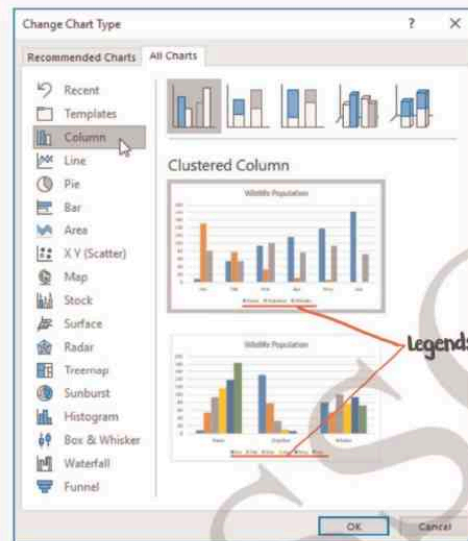 Change Chart Type ? ×
Recommended Charts All Charts
Recent
Templates
Column
Line
Pie
Bar
Area
X Y (Scatter)
Map
Stock
Surface
Radar
Treemap
Sunburst
Histogram
Box & Whisker
Waterfall
Funnel
Clustered Column
Wildlife Population
Wildlife Population
Legends
OK Cancel